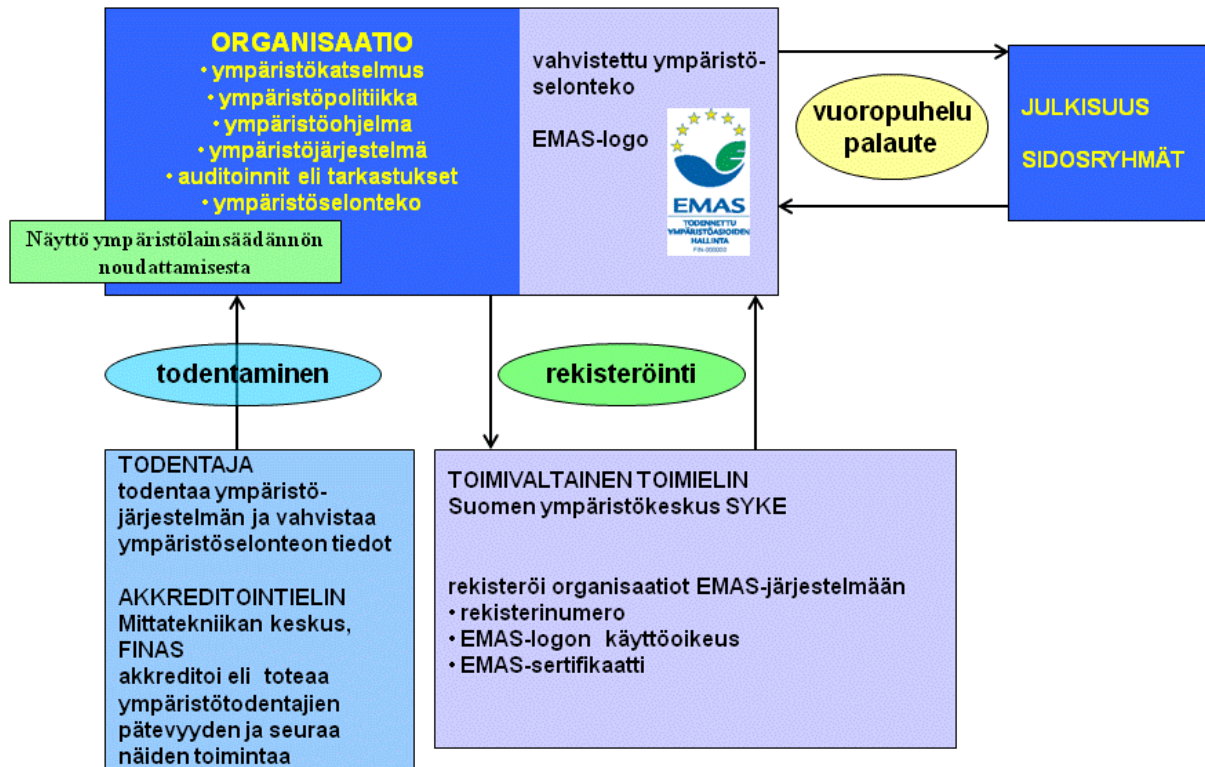 ORGANISAATIO
• ympäristökatselmus
• ympäristöpolitiikka
• ympäristöohjelma
• ympäristöjärjestelmä
• auditoinnit eli tarkastukset
• ympäristöselonteko
Näyttö ympäristölainsäädännön
noudattamisesta
vahvistettu ympäristö-
selonteko
EMAS-logo
EMAS
TODENNETTU
YMPÄRISTÖASIOIDEN
HALLINTA
FIN-000000
vuoropuhelu
palaute
JULKISUUS
SIDOSRYHMÄT
todentaminen
rekisteröinti
TODENTAJA
todentaa ympäristö-
järjestelmän ja vahvistaa
ympäristöselonteon tiedot
AKKREDITOINTIELIN
Mittatekniikan keskus,
FINAS
akkreditoi eli toteaa
ympäristötodentajien
pätevyyden ja seuraa
näiden toimintaa
TOIMIVALTAINEN TOIMIELIN
Suomen ympäristökeskus SYKE
rekisteröi organisaatiot EMAS-järjestelmään
• rekisterinumero
• EMAS-logon käyttöoikeus
• EMAS-sertifikaatti